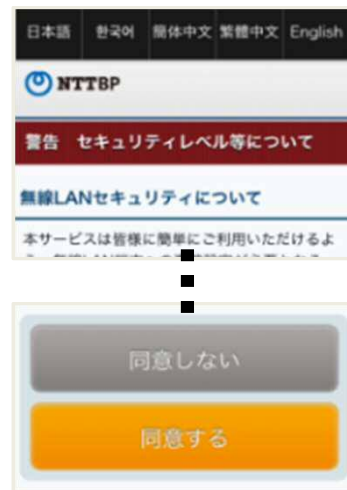 日本語 한국어 簡体中文 繁體中文 English
NTTBP
警告 セキュリティレベル等について
無線LANセキュリティについて
本サービスは皆様に簡単にご利用いただけるよ
同意しない
同意する